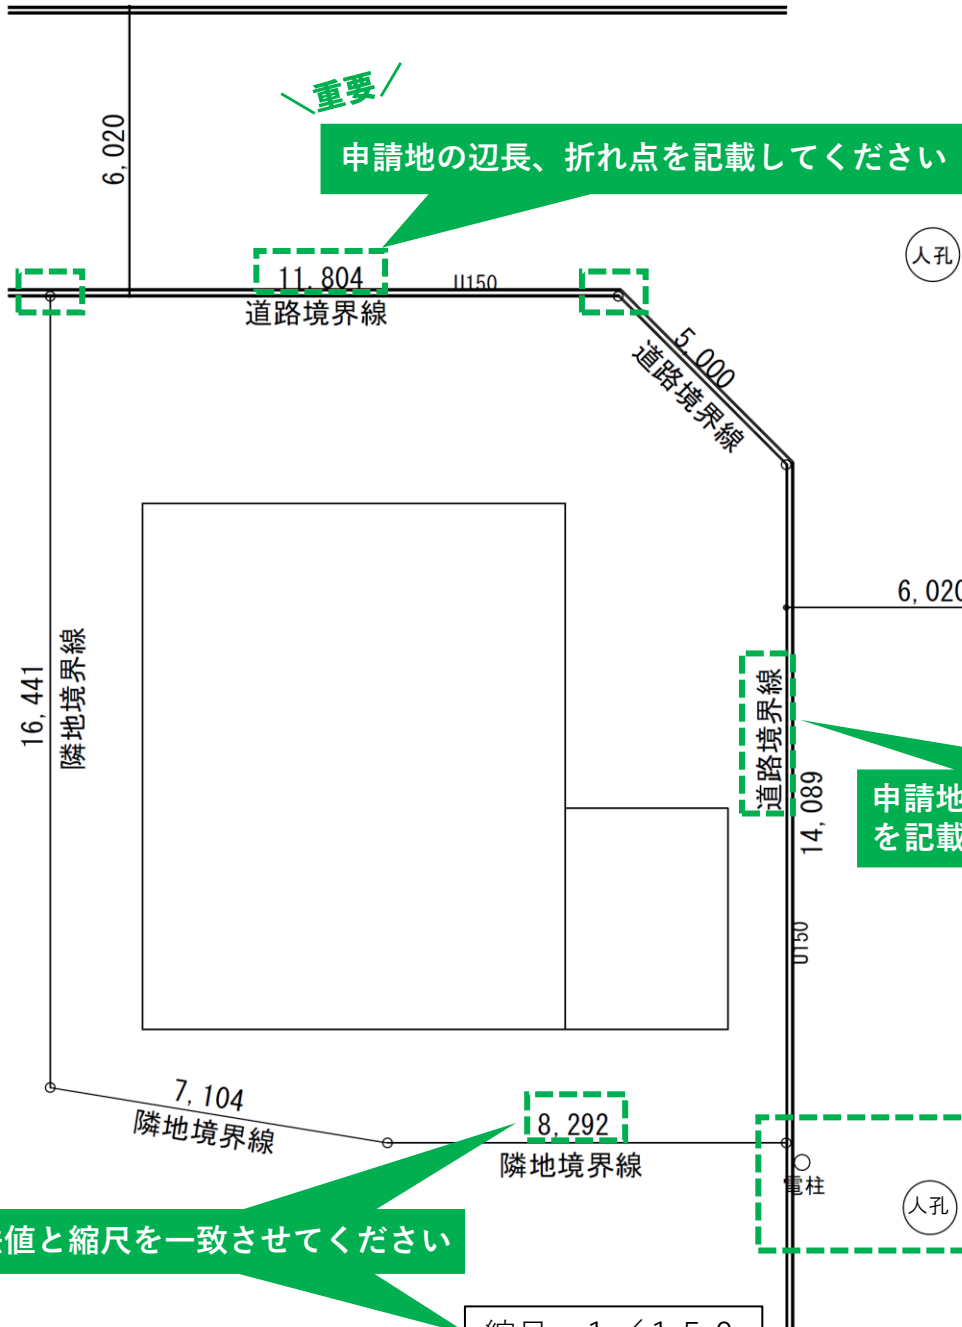 6,020
重要
申請地の辺長、折れ点を記載してください
人孔
11,804
U150
道路境界線
5,000
道路境界線
6,020
16,441
隣地境界線
道路境界線
14,089
申請地
を記載
U150
7,104
隣地境界線
8,292
隣地境界線
電柱
人孔
値と縮尺を一致させてください
縮尺 1／150